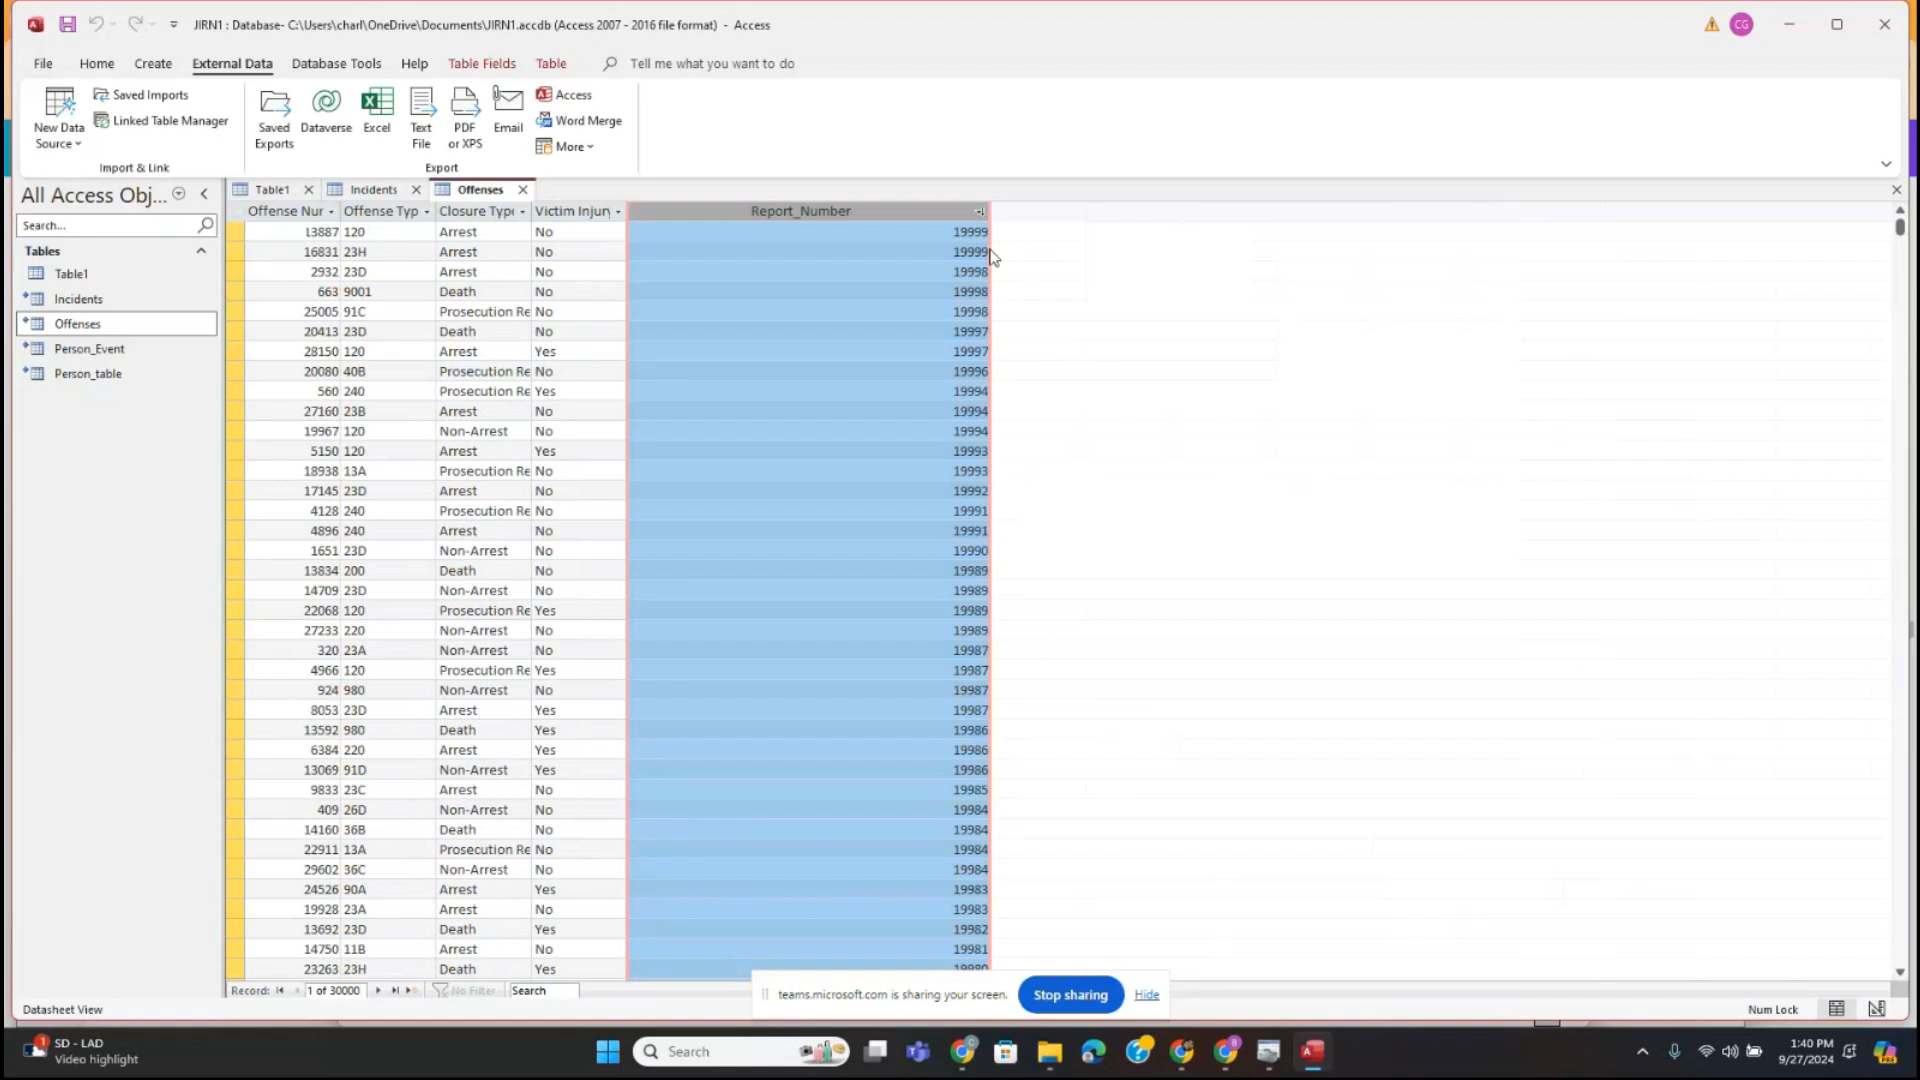 JIRN1 : Database- C:\Users\charl\OneDrive\Documents\JIRN1.accdb (Access 2007 - 2016 file format) - Access
CG
File Home Create External Data Database Tools Help Table Fields Table Tell me what you want to do
New Data Source
Saved Imports
Linked Table Manager
Import & Link
Saved Exports
Dataverse
Excel
Text File
PDF or XPS
Email
Access
Word Merge
More
Export
All Access Obj...
Search...
Tables
Table1
Incidents
Offenses
Person_Event
Person_table
Table1 Incidents Offenses
Offense Nur Offense Typ Closure Type Victim Injury Report_Number
13887 120 Arrest No 19999
16831 23H Arrest No 19999
2932 23D Arrest No 19998
663 9001 Death No 19998
25005 91C Prosecution Re No 19998
20413 23D Death No 19997
28150 120 Arrest Yes 19997
20080 40B Prosecution Re No 19996
560 240 Prosecution Re Yes 19994
27160 23B Arrest No 19994
19967 120 Non-Arrest No 19994
5150 120 Arrest Yes 19993
18938 13A Prosecution Re No 19993
17145 23D Arrest No 19992
4128 240 Prosecution Re No 19991
4896 240 Arrest No 19991
1651 23D Non-Arrest No 19990
13834 200 Death No 19989
14709 23D Non-Arrest No 19989
22068 120 Prosecution Re Yes 19989
27233 220 Non-Arrest No 19989
320 23A Non-Arrest No 19987
4966 120 Prosecution Re Yes 19987
924 980 Non-Arrest No 19987
8053 23D Arrest Yes 19987
13592 980 Death Yes 19986
6384 220 Arrest Yes 19986
13069 91D Non-Arrest Yes 19986
9833 23C Arrest No 19985
409 26D Non-Arrest No 19984
14160 36B Death No 19984
22911 13A Prosecution Re No 19984
29602 36C Non-Arrest No 19984
24526 90A Arrest Yes 19983
19928 23A Arrest No 19983
13692 23D Death Yes 19982
14750 11B Arrest No 19981
23263 23H Death Yes 19980
Record: 1 of 30000 No Filter Search
teams.microsoft.com is sharing your screen. Stop sharing Hide
Datasheet View Num Lock
1
SD - LAD
Video highlight
Search
1:40 PM
9/27/2024